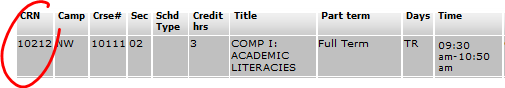 CRN Camp Crse# Sec Schd Type Credit hrs Title Part term Days Time
10212 NW 10111 02 3 COMP I: ACADEMIC LITERACIES Full Term TR 09:30 am-10:50 am